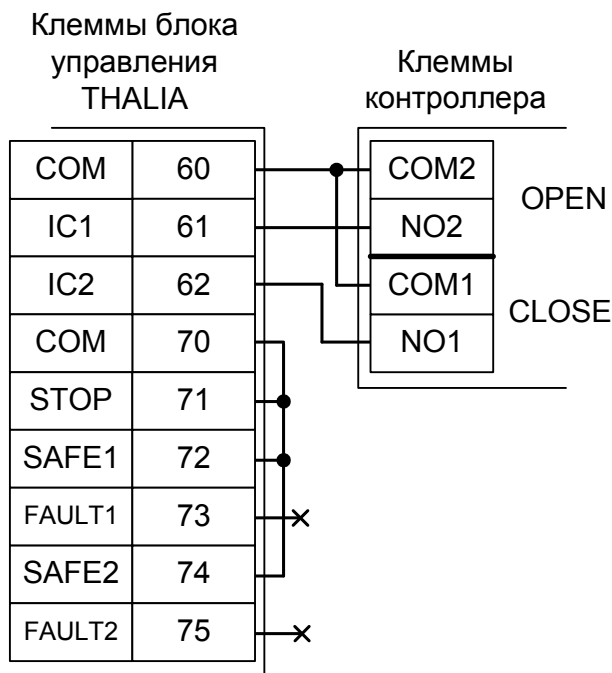 Клеммы блока
управления
THALIA
Клеммы
контроллера
COM 60
IC1 61
IC2 62
COM 70
STOP 71
SAFE1 72
FAULT1 73
SAFE2 74
FAULT2 75
COM2
NO2
OPEN
COM1
NO1
CLOSE